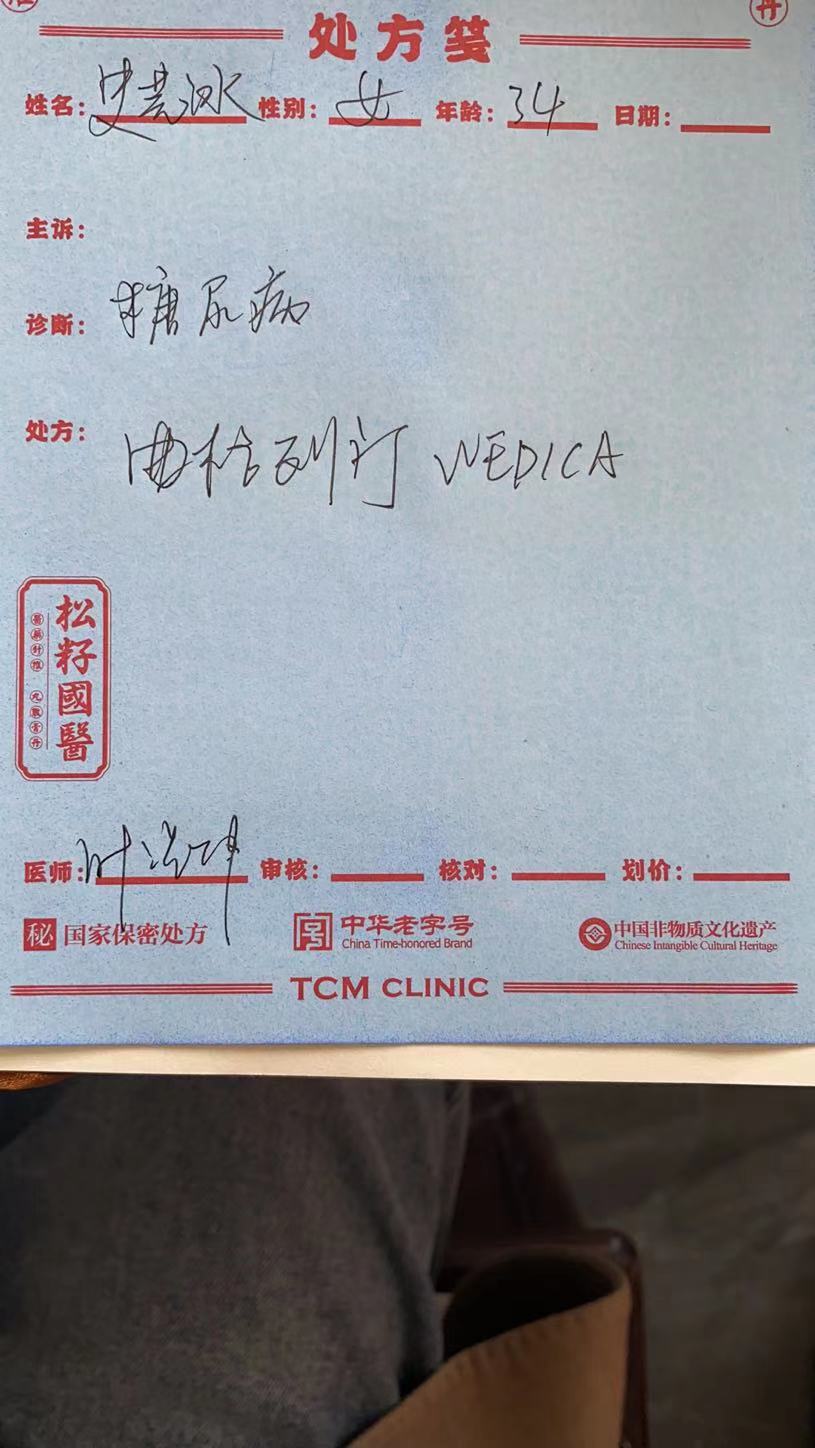 处方笺
姓名: 史芸冰 性别: 女 年龄: 34 日期:
主诉:
诊断: 糖尿病
处方: 曲格列汀 WEDICA
松籽國醫
医师: 叶 审核: 核对: 划价:
秘 国家保密处方 中华老字号 中国非物质文化遗产
China Time-honored Brand Chinese Intangible Cultural Heritage
TCM CLINIC